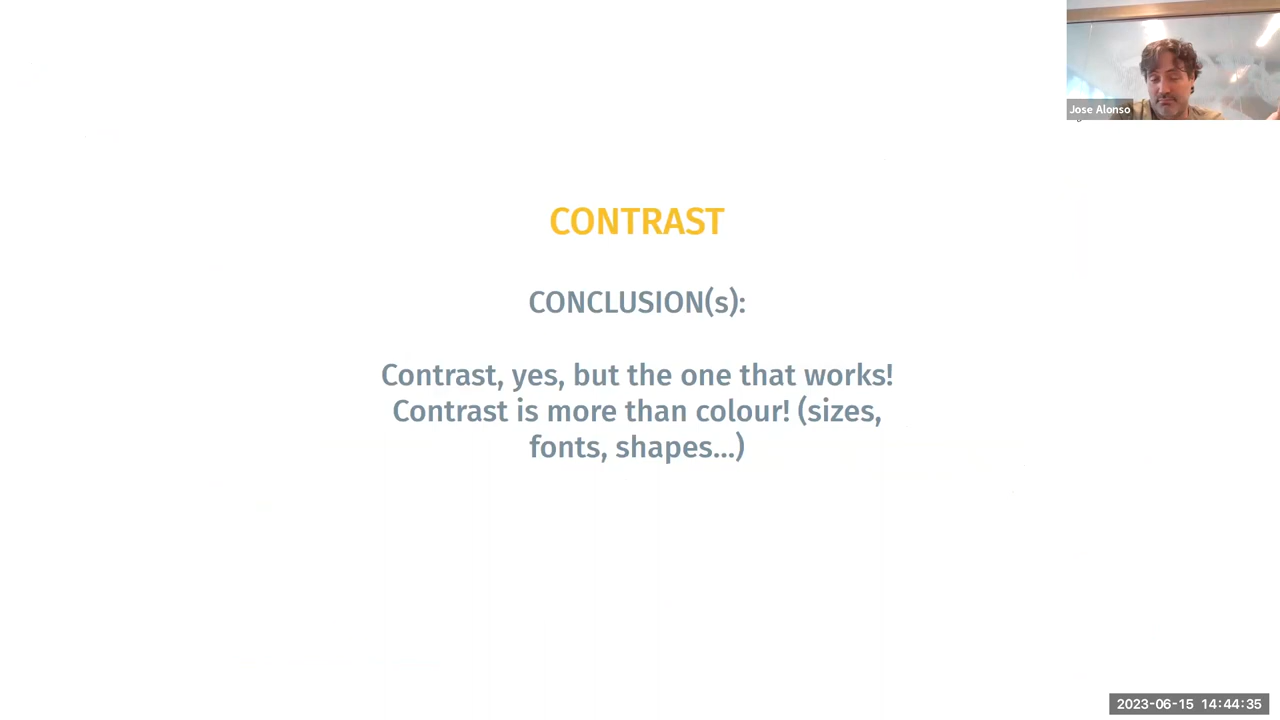 Jose Alonso
CONTRAST
CONCLUSION(s):
Contrast, yes, but the one that works!
Contrast is more than colour! (sizes,
fonts, shapes...)
2023-06-15 14:44:35